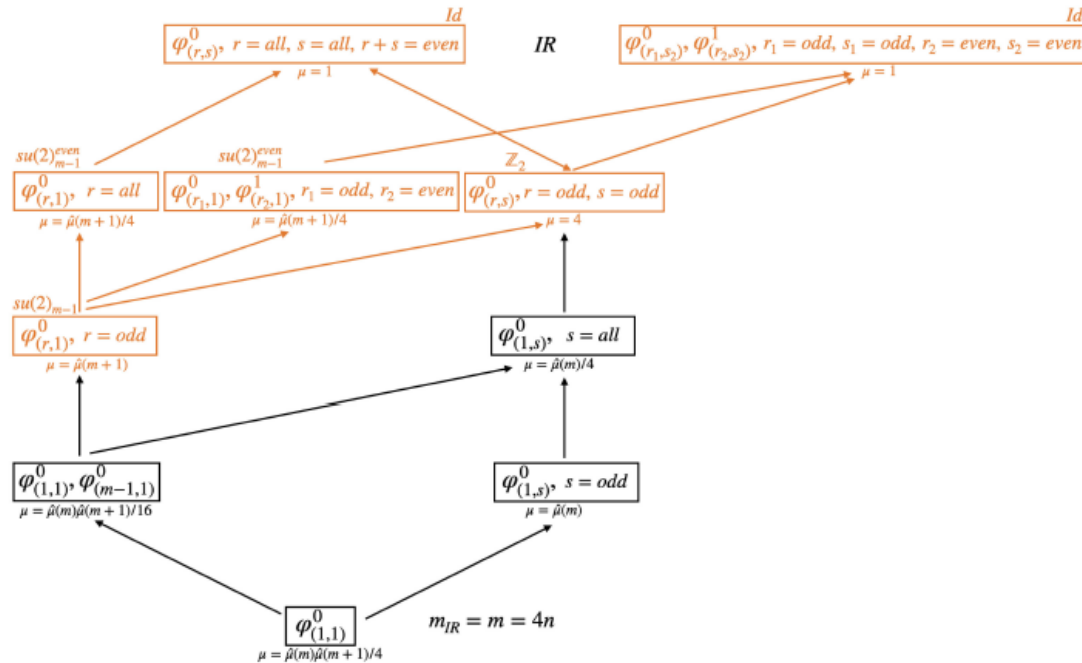 Id
Id
φ^0_(r,s), r = all, s = all, r + s = even
IR
φ^0_(r₁,s₂), φ^1_(r₂,s₂), r₁ = odd, s₁ = odd, r₂ = even, s₂ = even
μ = 1
μ = 1
su(2)^even_{m−1}
su(2)^even_{m−1}
ℤ₂
φ^0_(r,1), r = all
φ^0_(r₁,1), φ^1_(r₂,1), r₁ = odd, r₂ = even
φ^0_(r,s), r = odd, s = odd
μ = μ̂(m + 1)/4
μ = μ̂(m + 1)/4
μ = 4
su(2)_{m−1}
φ^0_(r,1), r = odd
φ^0_(1,s), s = all
μ = μ̂(m + 1)
μ = μ̂(m)/4
φ^0_(1,1), φ^0_(m−1,1)
φ^0_(1,s), s = odd
μ = μ̂(m)μ̂(m + 1)/16
μ = μ̂(m)
φ^0_(1,1)
m_IR = m = 4n
μ = μ̂(m)μ̂(m + 1)/4